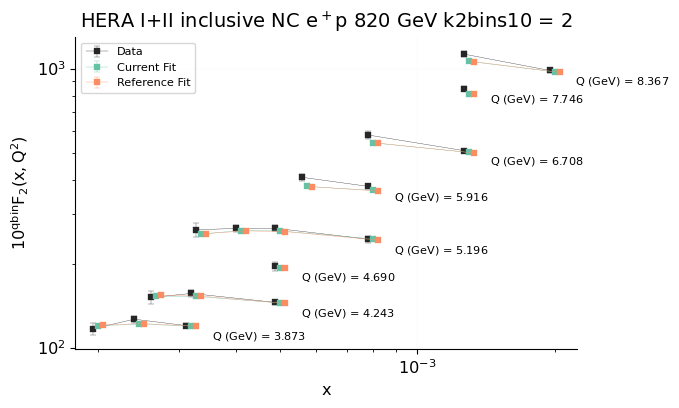 HERA I+II inclusive NC e⁺p 820 GeV k2bins10 = 2
Data
Current Fit
Reference Fit
10³
10²
10^qbin F₂(x, Q²)
Q (GeV) = 8.367
Q (GeV) = 7.746
Q (GeV) = 6.708
Q (GeV) = 5.916
Q (GeV) = 5.196
Q (GeV) = 4.690
Q (GeV) = 4.243
Q (GeV) = 3.873
10⁻³
x